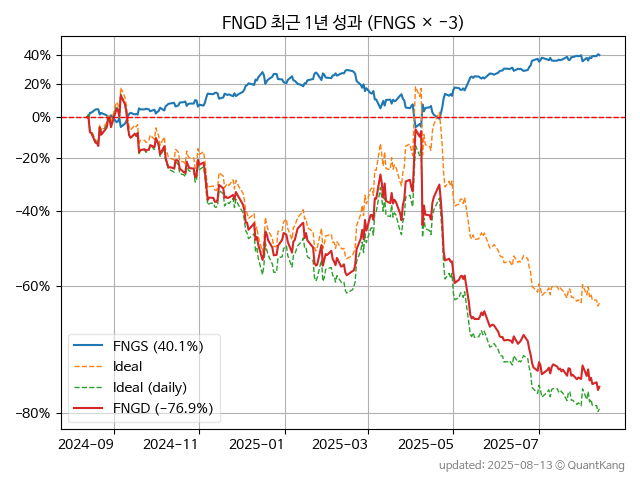 FNGD 최근 1년 성과 (FNGS × −3)
40%
20%
0%
−20%
−40%
−60%
−80%
FNGS (40.1%)
Ideal
Ideal (daily)
FNGD (−76.9%)
2024-09 2024-11 2025-01 2025-03 2025-05 2025-07
updated: 2025-08-13 ⓒ QuantKang